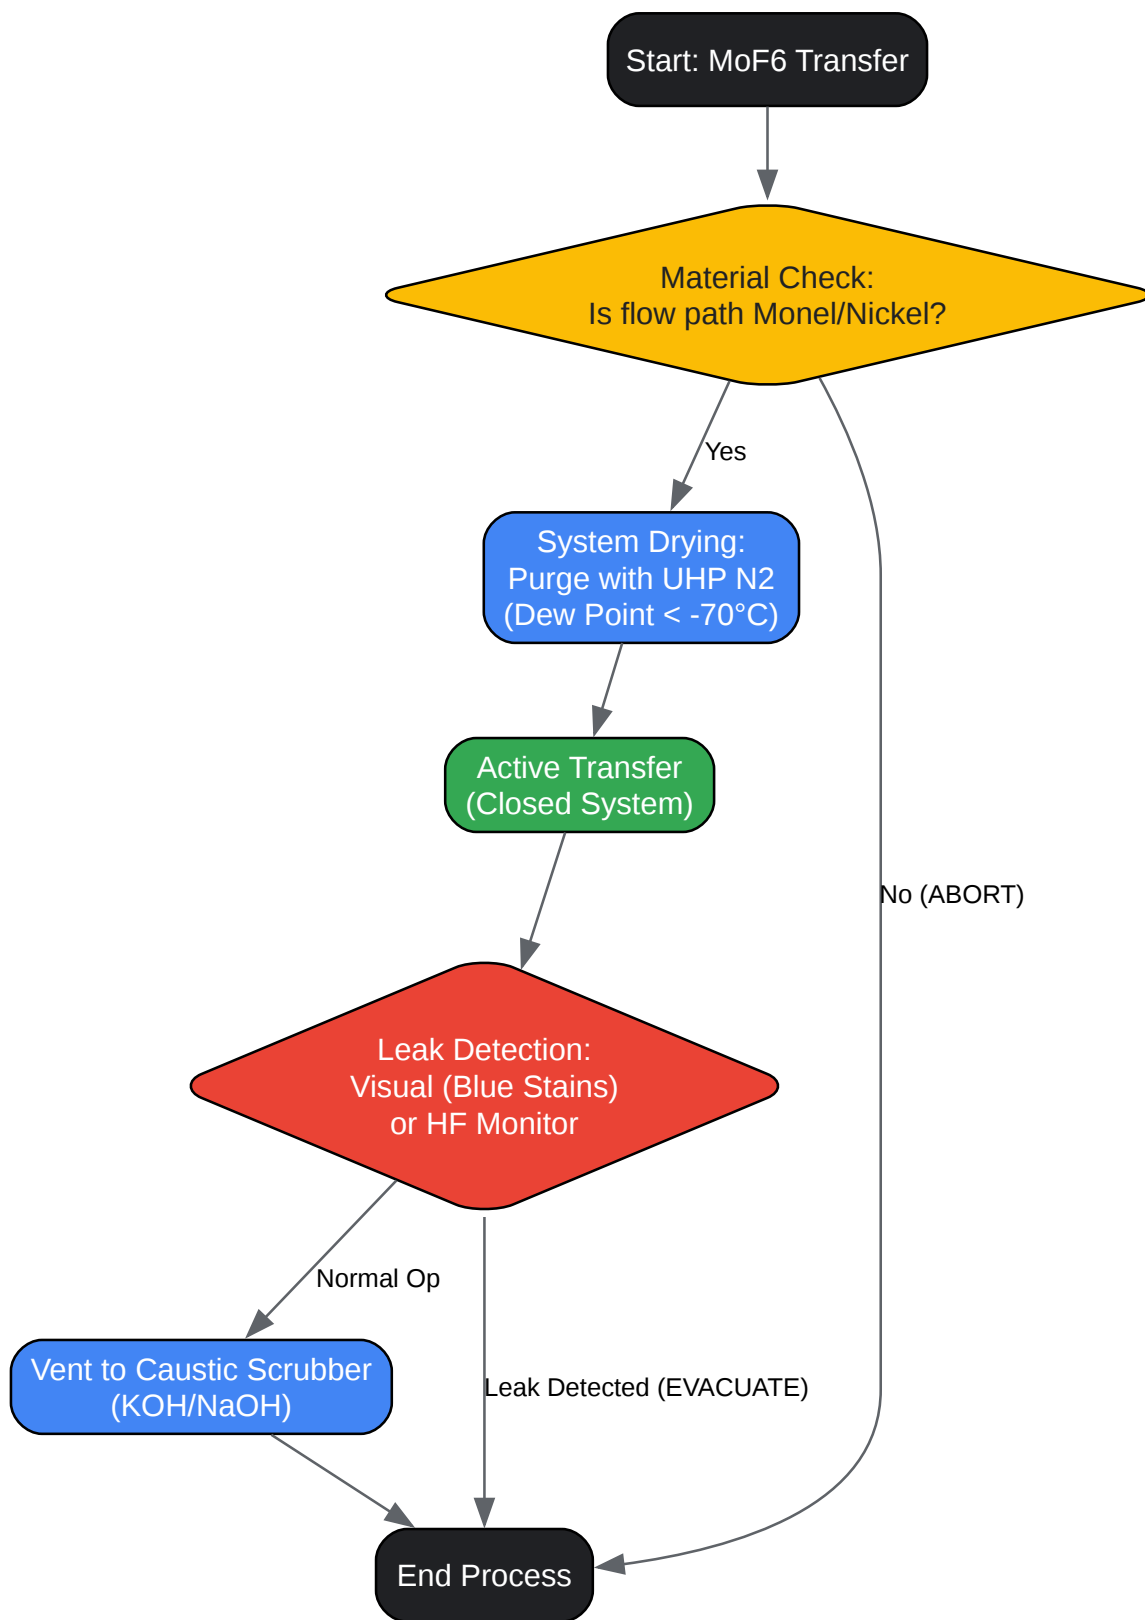 Start: MoF6 Transfer
Material Check:
Is flow path Monel/Nickel?
Yes
System Drying:
Purge with UHP N2
(Dew Point < -70°C)
Active Transfer
(Closed System)
No (ABORT)
Leak Detection:
Visual (Blue Stains)
or HF Monitor
Normal Op
Vent to Caustic Scrubber
(KOH/NaOH)
Leak Detected (EVACUATE)
End Process